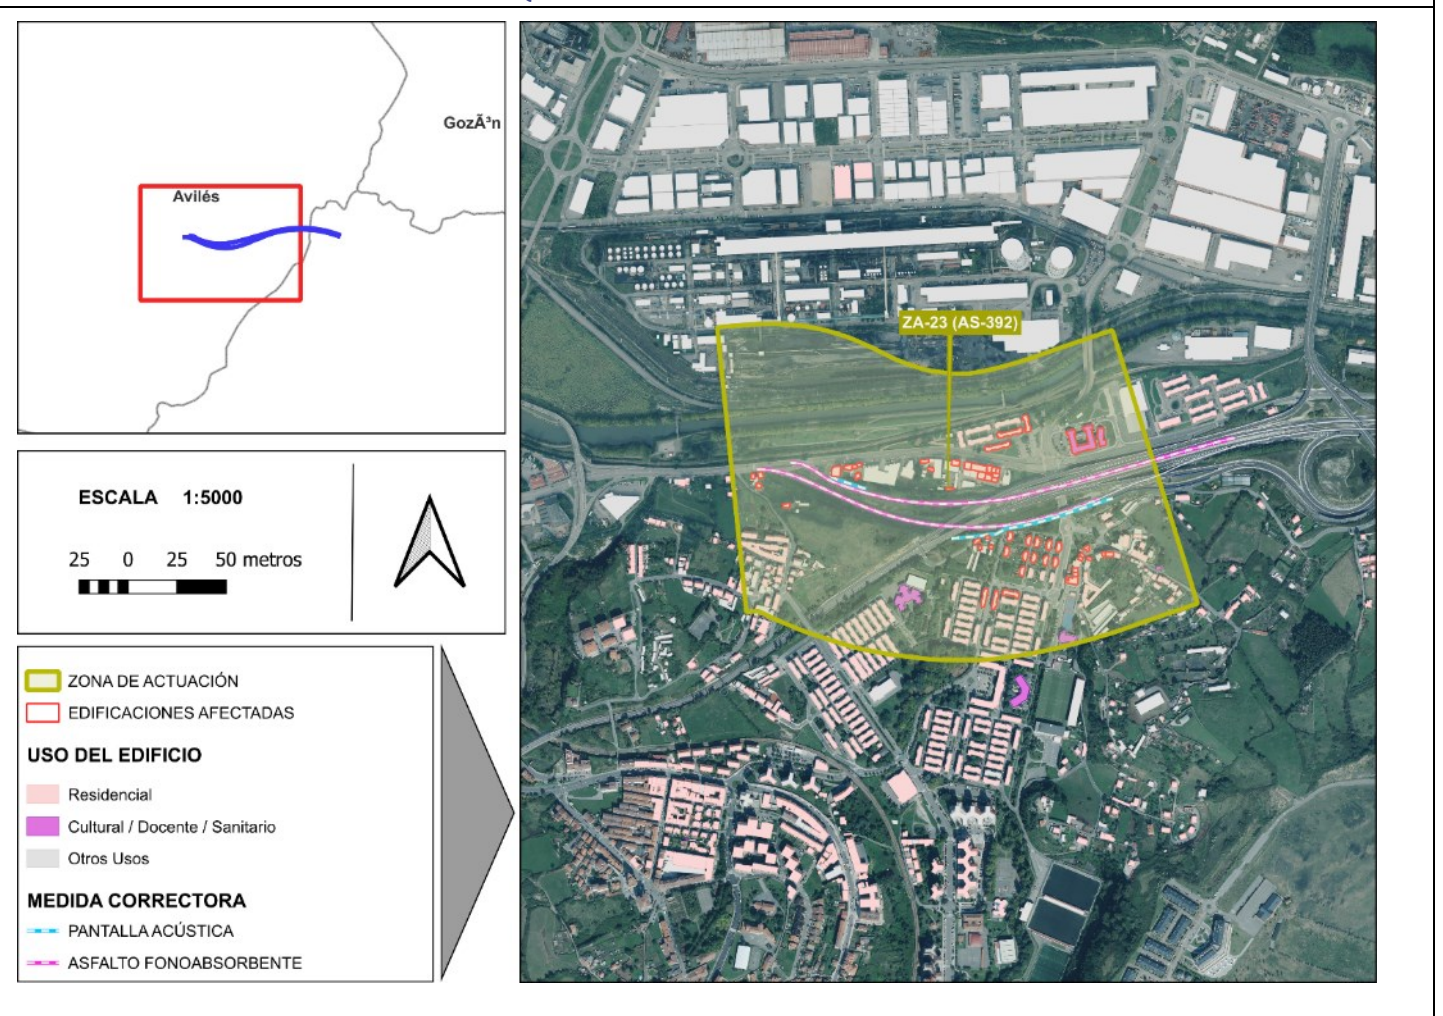 GozÃ³n
Avilés
ESCALA 1:5000
25 0 25 50 metros
ZONA DE ACTUACIÓN
EDIFICACIONES AFECTADAS
USO DEL EDIFICIO
Residencial
Cultural / Docente / Sanitario
Otros Usos
MEDIDA CORRECTORA
PANTALLA ACÚSTICA
ASFALTO FONOABSORBENTE
ZA-23 (AS-392)